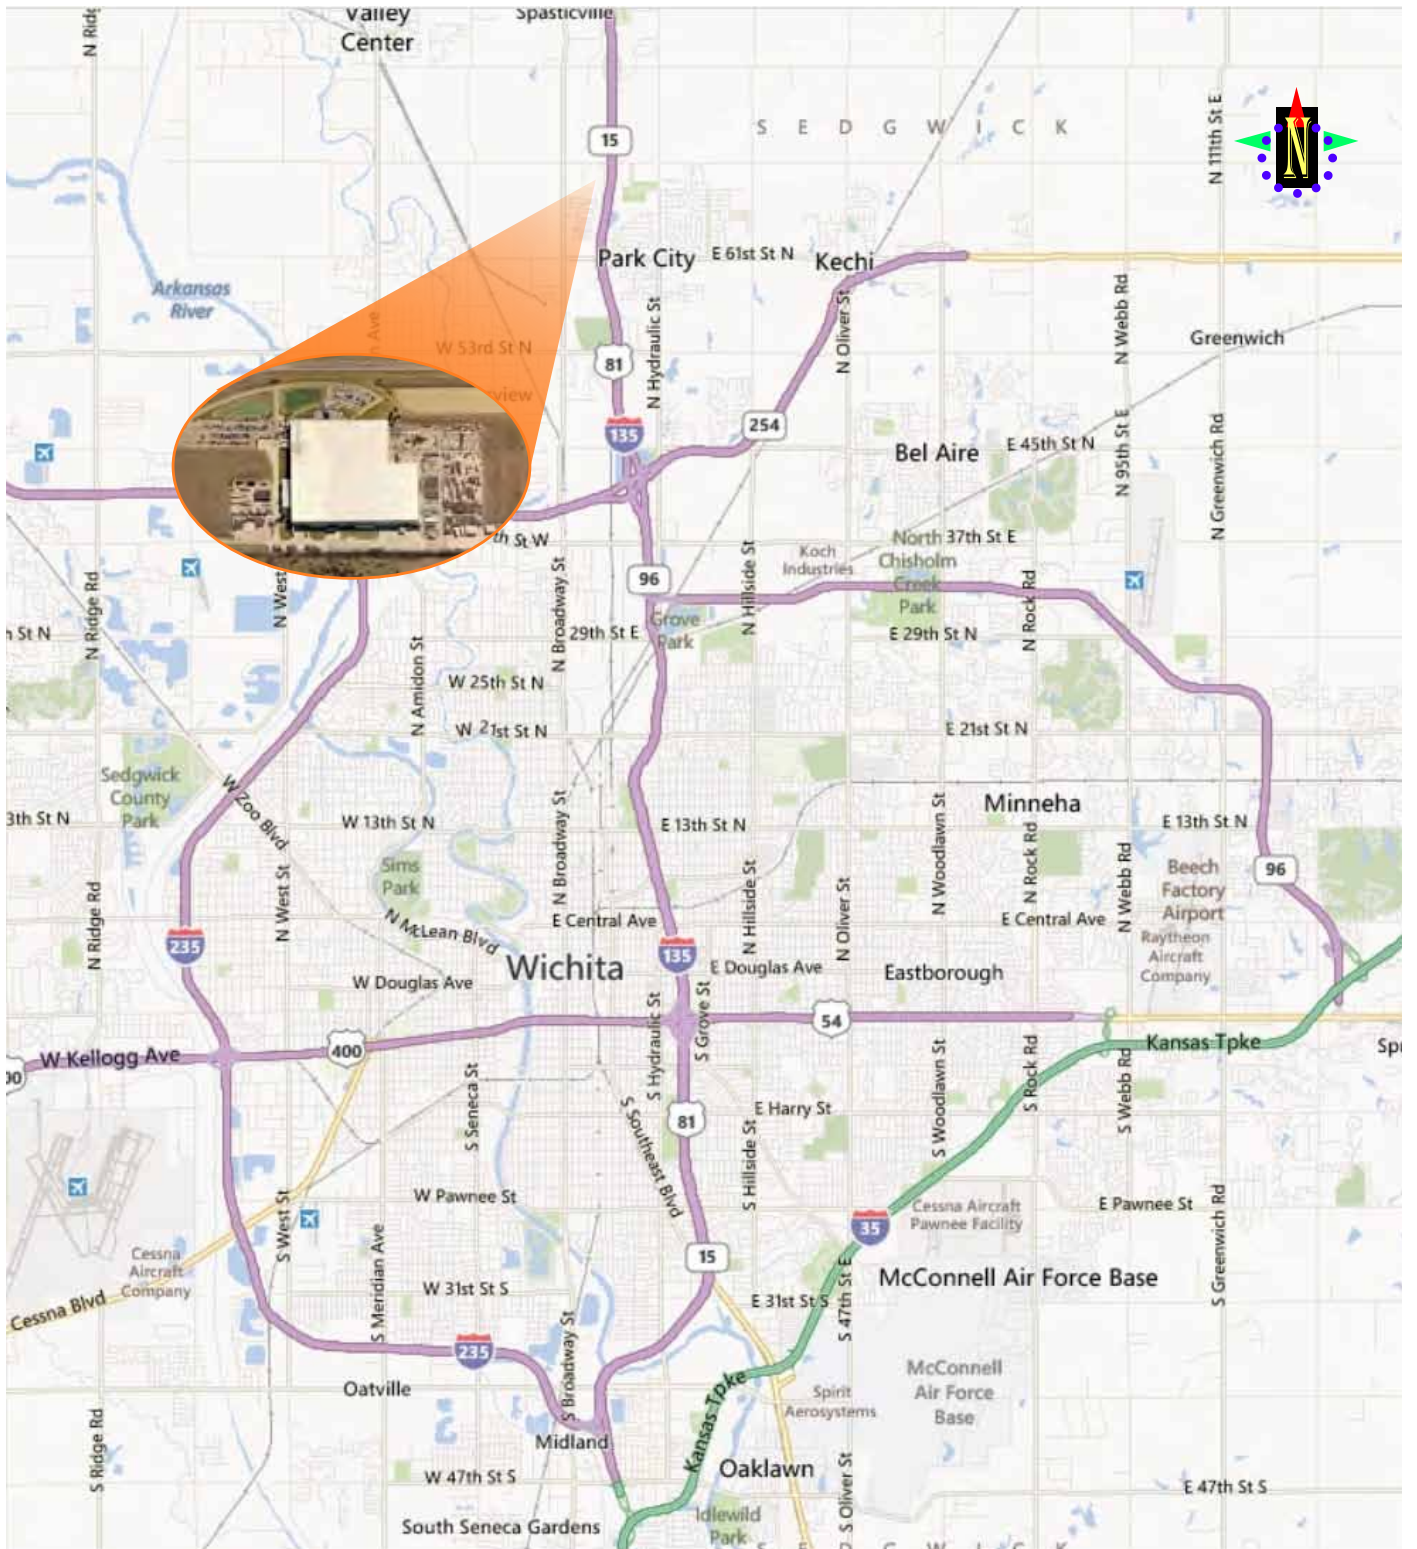 Valley
Center
Spasticville
N Ridg
15
S E D G W I C K
N 111th St E
N
Park City
E 61st St N
Kechi
Arkansas
River
N Webb Rd
N Oliver St
N Hydraulic St
W 53rd St N
Greenwich
81
view
254
135
Bel Aire
E 45th St N
N 95th St E
N Greenwich Rd
th St W
North
37th St E
Chisholm
Creek
Park
Koch
Industries
96
N West
N Ridge Rd
N Broadway St
N Hillside St
N Rock Rd
Grove
Park
29th St E
E 29th St N
St N
N Amidon St
W 25th St N
W 21st St N
E 21st St N
Sedgwick
County
Park
W Zoo Blvd
3th St N
W 13th St N
E 13th St N
Minneha
E 13th St N
N Broadway St
N Woodlawn St
N Rock Rd
N Webb Rd
Sims
Park
Beech
Factory
Airport
96
N Ridge Rd
N West St
N Hillside St
N Oliver St
N McLean Blvd
E Central Ave
E Central Ave
235
135
Raytheon
Aircraft
Company
Wichita
E Douglas Ave
Eastborough
W Douglas Ave
S Hydraulic St
S Grove St
54
W Kellogg Ave
400
Kansas Tpke
Spr
00
S Seneca St
S Southeast Blvd
E Harry St
S Woodlawn St
S Rock Rd
S Webb Rd
81
S Hillside St
W Pawnee St
Cessna Aircraft
Pawnee Facility
E Pawnee St
35
S West St
S Meridian Ave
15
S Greenwich Rd
Cessna
Aircraft
Company
McConnell Air Force Base
W 31st St S
E 31st St S
S 47th St E
Cessna Blvd
235
S Broadway St
Oatville
McConnell
Air Force
Base
Kansas Tpke
Spirit
Aerosystems
S Ridge Rd
Midland
W 47th St S
Oaklawn
S Oliver St
E 47th St S
South Seneca Gardens
Idlewild
Park
S E D G W I C K